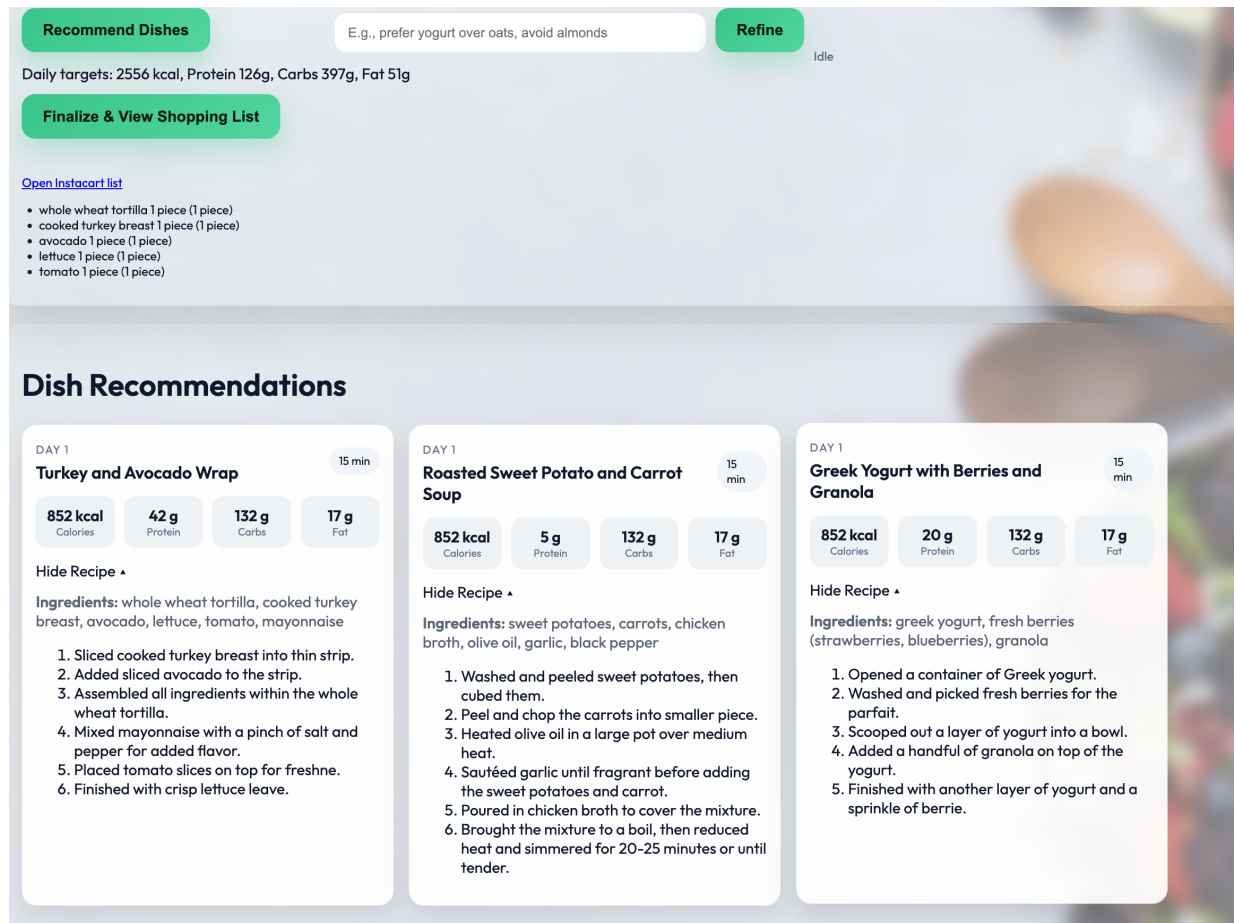 Recommend Dishes
E.g., prefer yogurt over oats, avoid almonds
Refine
Idle
Daily targets: 2556 kcal, Protein 126g, Carbs 397g, Fat 51g
Finalize & View Shopping List
Open Instacart list
• whole wheat tortilla 1 piece (1 piece)
• cooked turkey breast 1 piece (1 piece)
• avocado 1 piece (1 piece)
• lettuce 1 piece (1 piece)
• tomato 1 piece (1 piece)
Dish Recommendations
DAY 1
Turkey and Avocado Wrap
15 min
852 kcal 42 g 132 g 17 g
Calories Protein Carbs Fat
Hide Recipe ▲
Ingredients: whole wheat tortilla, cooked turkey
breast, avocado, lettuce, tomato, mayonnaise
1. Sliced cooked turkey breast into thin strip.
2. Added sliced avocado to the strip.
3. Assembled all ingredients within the whole
wheat tortilla.
4. Mixed mayonnaise with a pinch of salt and
pepper for added flavor.
5. Placed tomato slices on top for freshne.
6. Finished with crisp lettuce leave.
DAY 1
Roasted Sweet Potato and Carrot
Soup
15
min
852 kcal 5 g 132 g 17 g
Calories Protein Carbs Fat
Hide Recipe ▲
Ingredients: sweet potatoes, carrots, chicken
broth, olive oil, garlic, black pepper
1. Washed and peeled sweet potatoes, then
cubed them.
2. Peel and chop the carrots into smaller piece.
3. Heated olive oil in a large pot over medium
heat.
4. Sautéed garlic until fragrant before adding
the sweet potatoes and carrot.
5. Poured in chicken broth to cover the mixture.
6. Brought the mixture to a boil, then reduced
heat and simmered for 20-25 minutes or until
tender.
DAY 1
Greek Yogurt with Berries and
Granola
15
min
852 kcal 20 g 132 g 17 g
Calories Protein Carbs Fat
Hide Recipe ▲
Ingredients: greek yogurt, fresh berries
(strawberries, blueberries), granola
1. Opened a container of Greek yogurt.
2. Washed and picked fresh berries for the
parfait.
3. Scooped out a layer of yogurt into a bowl.
4. Added a handful of granola on top of the
yogurt.
5. Finished with another layer of yogurt and a
sprinkle of berrie.